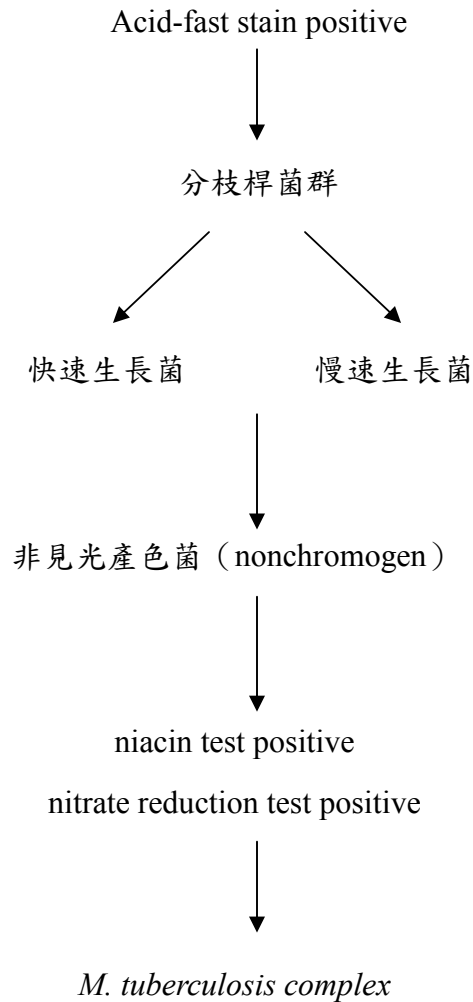 Acid-fast stain positive
分枝桿菌群
快速生長菌
慢速生長菌
非見光產色菌（nonchromogen）
niacin test positive
nitrate reduction test positive
M. tuberculosis complex